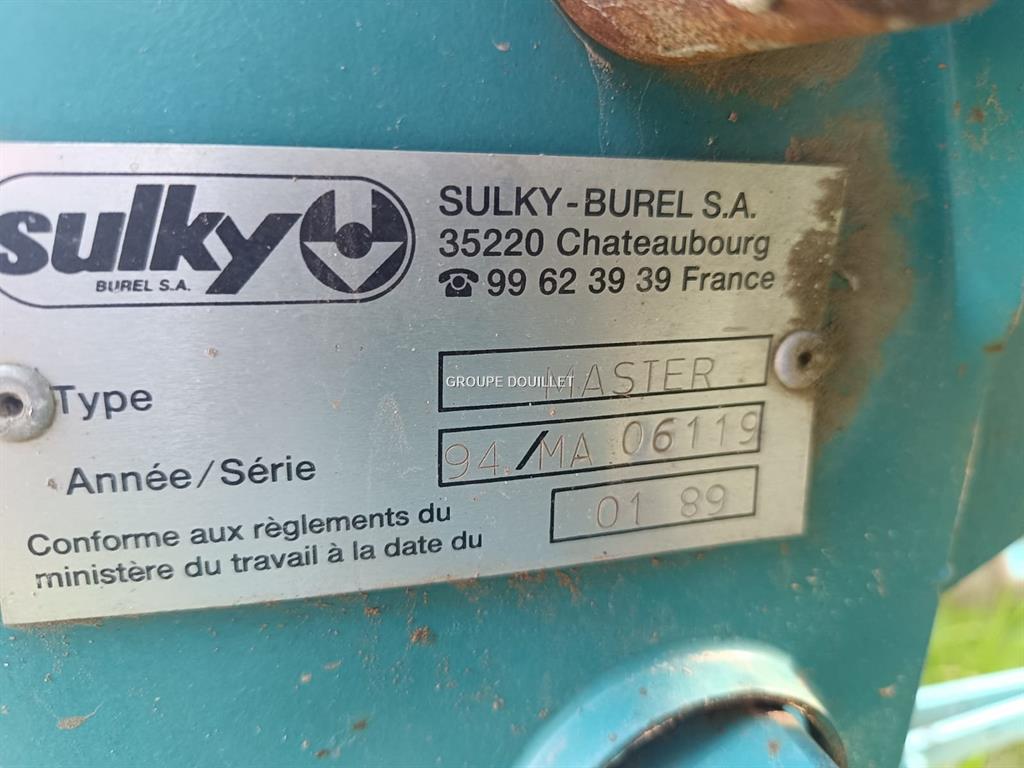 sulky
BUREL S.A.
SULKY-BUREL S.A.
35220 Chateaubourg
☎ 99 62 39 39 France
Type MASTER
GROUPE DOUILLET
Année/Série 94/MA 06119
Conforme aux règlements du
ministère du travail à la date du 01 89